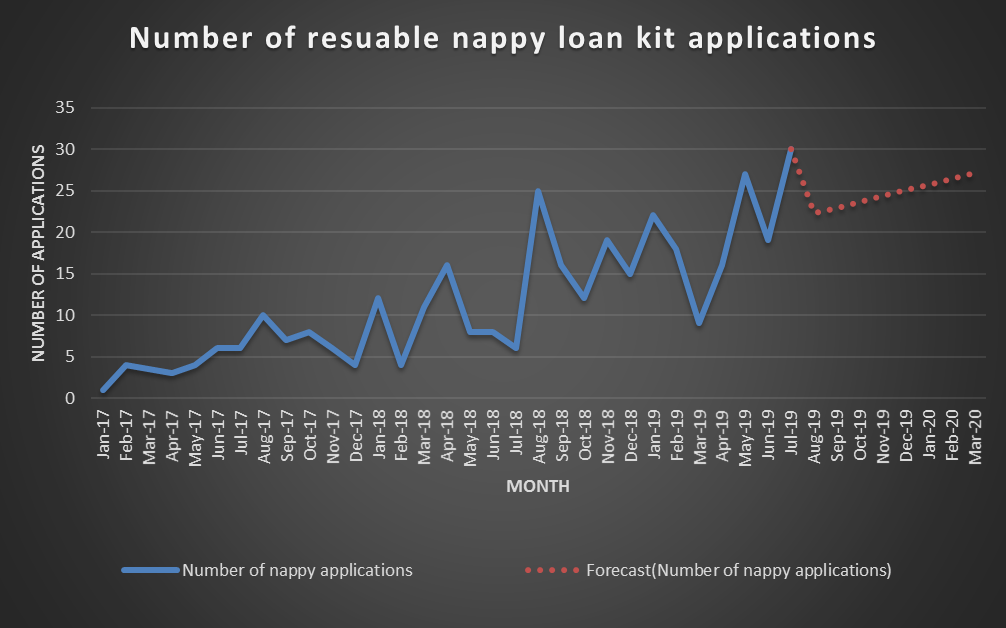 Number of resuable nappy loan kit applications
NUMBER OF APPLICATIONS
35
30
25
20
15
10
5
0
Jan-17
Feb-17
Mar-17
Apr-17
May-17
Jun-17
Jul-17
Aug-17
Sep-17
Oct-17
Nov-17
Dec-17
Jan-18
Feb-18
Mar-18
Apr-18
May-18
Jun-18
Jul-18
Aug-18
Sep-18
Oct-18
Nov-18
Dec-18
Jan-19
Feb-19
Mar-19
Apr-19
May-19
Jun-19
Jul-19
Aug-19
Sep-19
Oct-19
Nov-19
Dec-19
Jan-20
Feb-20
Mar-20
MONTH
Number of nappy applications
Forecast(Number of nappy applications)